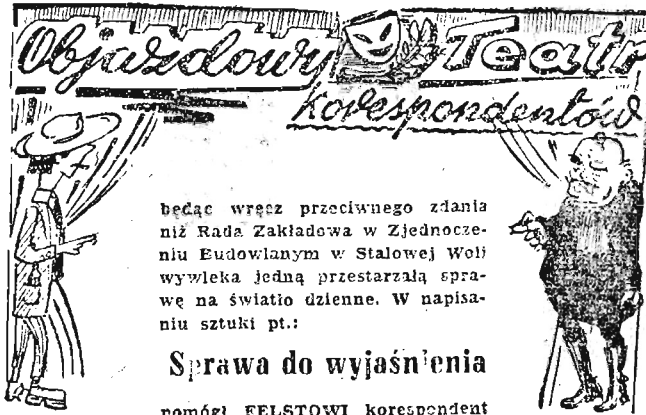 Objazdowy Teatr
korespondentów
będąc wręcz przeciwnego zdania
niż Rada Zakładowa w Zjednocze-
niu Budowlanym w Stalowej Woli
wywleka jedną przestarzałą spra-
wę na światło dzienne. W napisa-
niu sztuki pt.:
Sprawa do wyjaśnienia
pomógł FELSTOWI korespondent